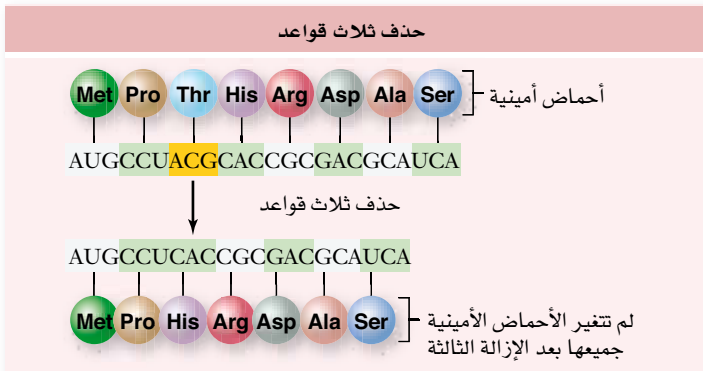 حذف ثلاث قواعد
Met Pro Thr His Arg Asp Ala Ser
أحماض أمينية
AUGCCUACGCACCGCGACGCAUCA
حذف ثلاث قواعد
AUGCCUCACCGCGACGCAUCA
Met Pro His Arg Asp Ala Ser
لم تتغير الأحماض الأمينية
جميعها بعد الإزالة الثالثة